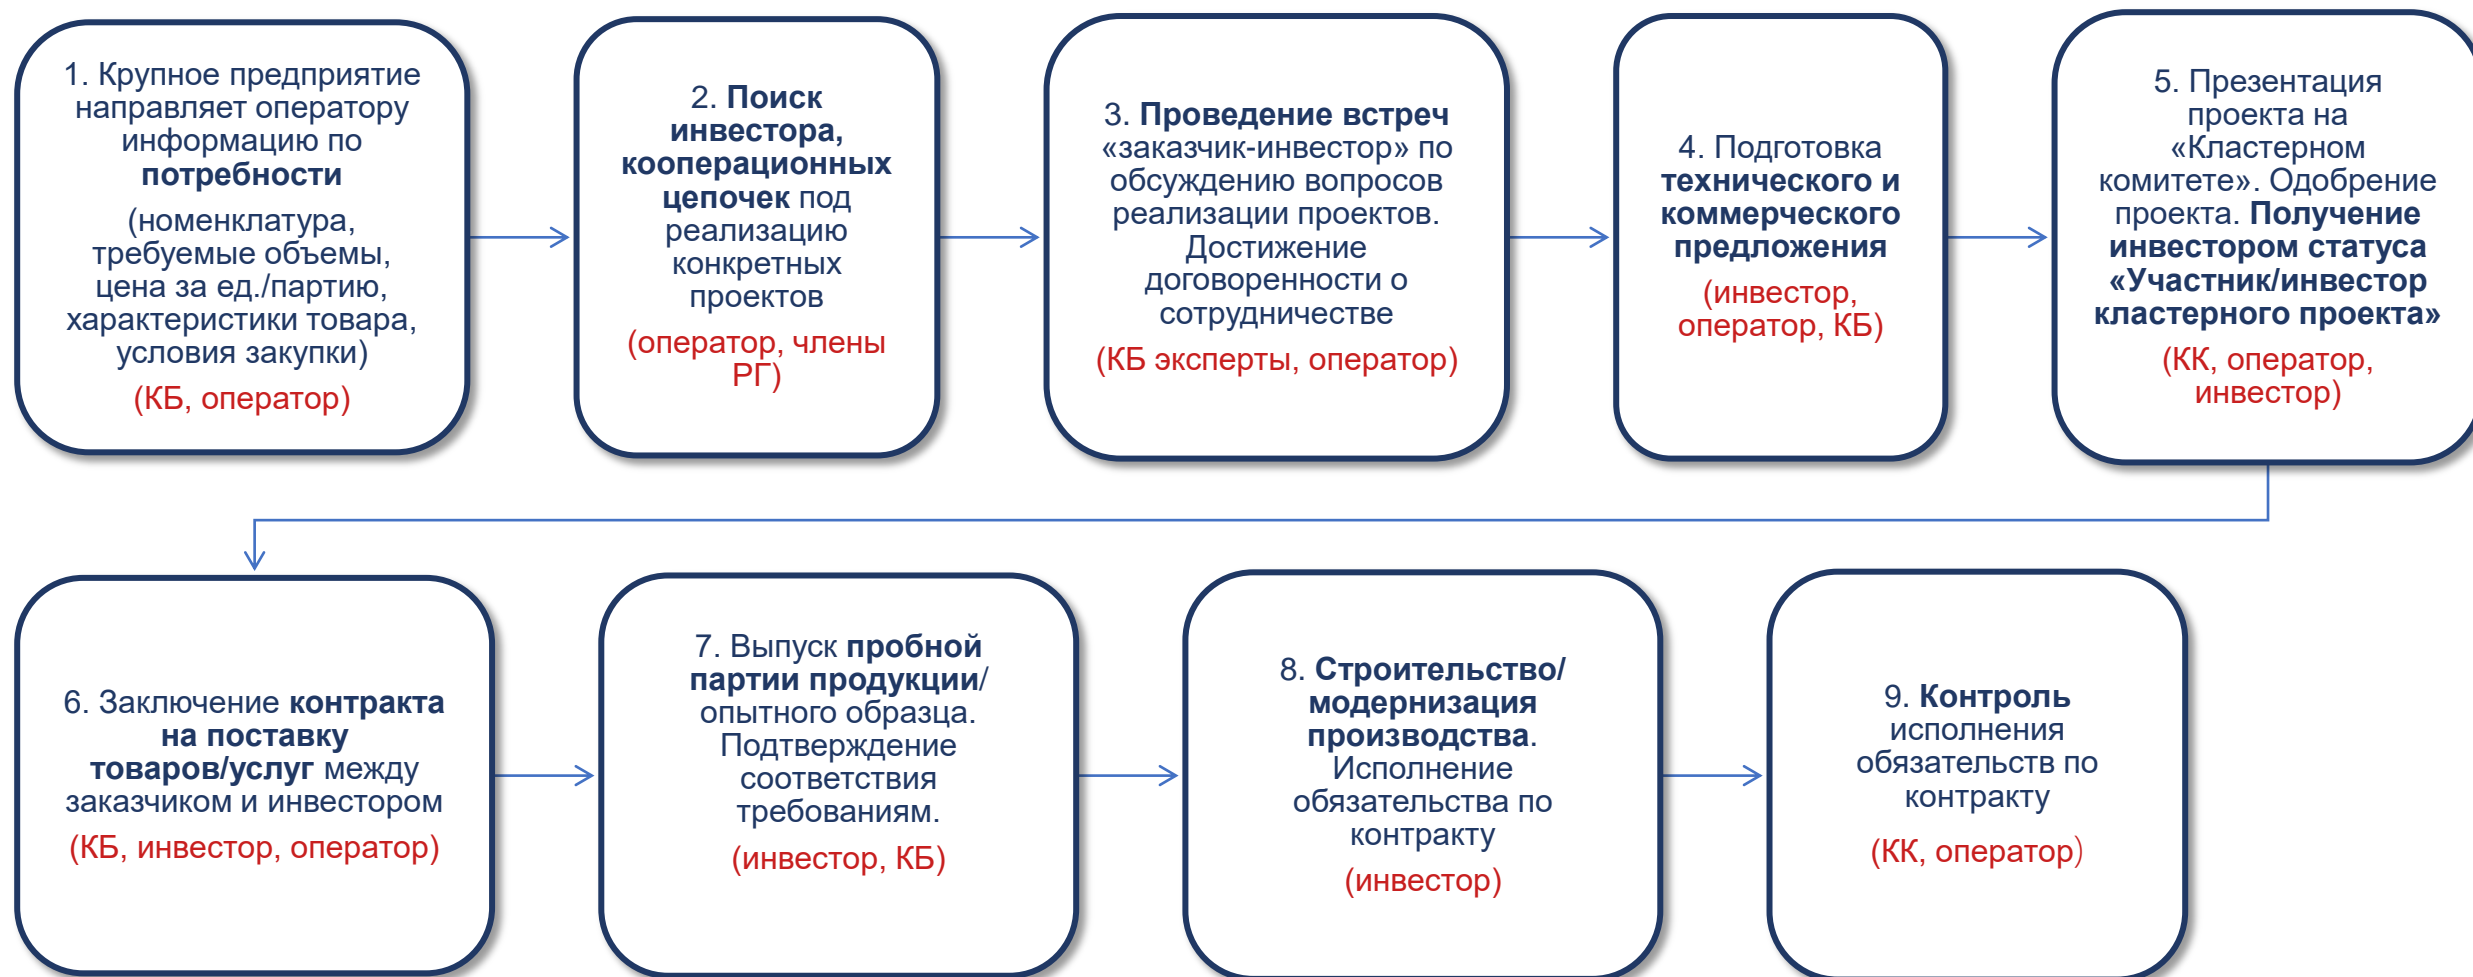 1. Крупное предприятие
направляет оператору
информацию по
потребности
(номенклатура,
требуемые объемы,
цена за ед./партию,
характеристики товара,
условия закупки)
(КБ, оператор)
2. Поиск
инвестора,
кооперационных
цепочек под
реализацию
конкретных
проектов
(оператор, члены
РГ)
3. Проведение встреч
«заказчик-инвестор» по
обсуждению вопросов
реализации проектов.
Достижение
договоренности о
сотрудничестве
(КБ эксперты, оператор)
4. Подготовка
технического и
коммерческого
предложения
(инвестор,
оператор, КБ)
5. Презентация
проекта на
«Кластерном
комитете». Одобрение
проекта. Получение
инвестором статуса
«Участник/инвестор
кластерного проекта»
(КК, оператор,
инвестор)
6. Заключение контракта
на поставку
товаров/услуг между
заказчиком и инвестором
(КБ, инвестор, оператор)
7. Выпуск пробной
партии продукции/
опытного образца.
Подтверждение
соответствия
требованиям.
(инвестор, КБ)
8. Строительство/
модернизация
производства.
Исполнение
обязательства по
контракту
(инвестор)
9. Контроль
исполнения
обязательств по
контракту
(КК, оператор)